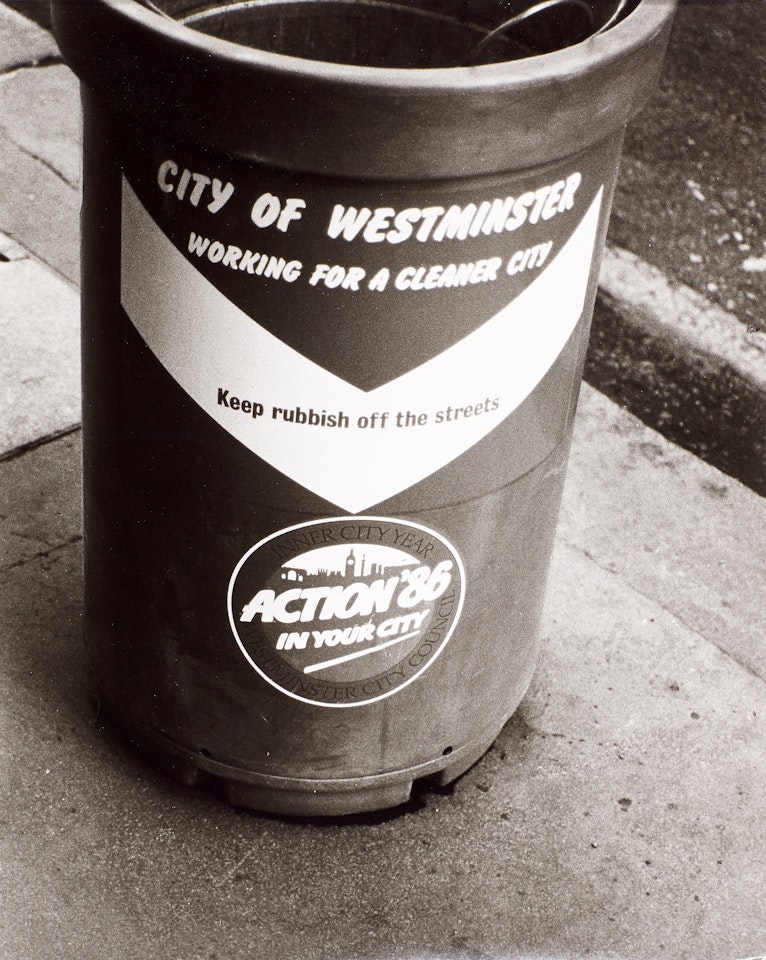 CITY OF WESTMINSTER
WORKING FOR A CLEANER CITY
Keep rubbish off the streets
INNER CITY YEAR
ACTION '86
IN YOUR CITY
WESTMINSTER CITY COUNCIL